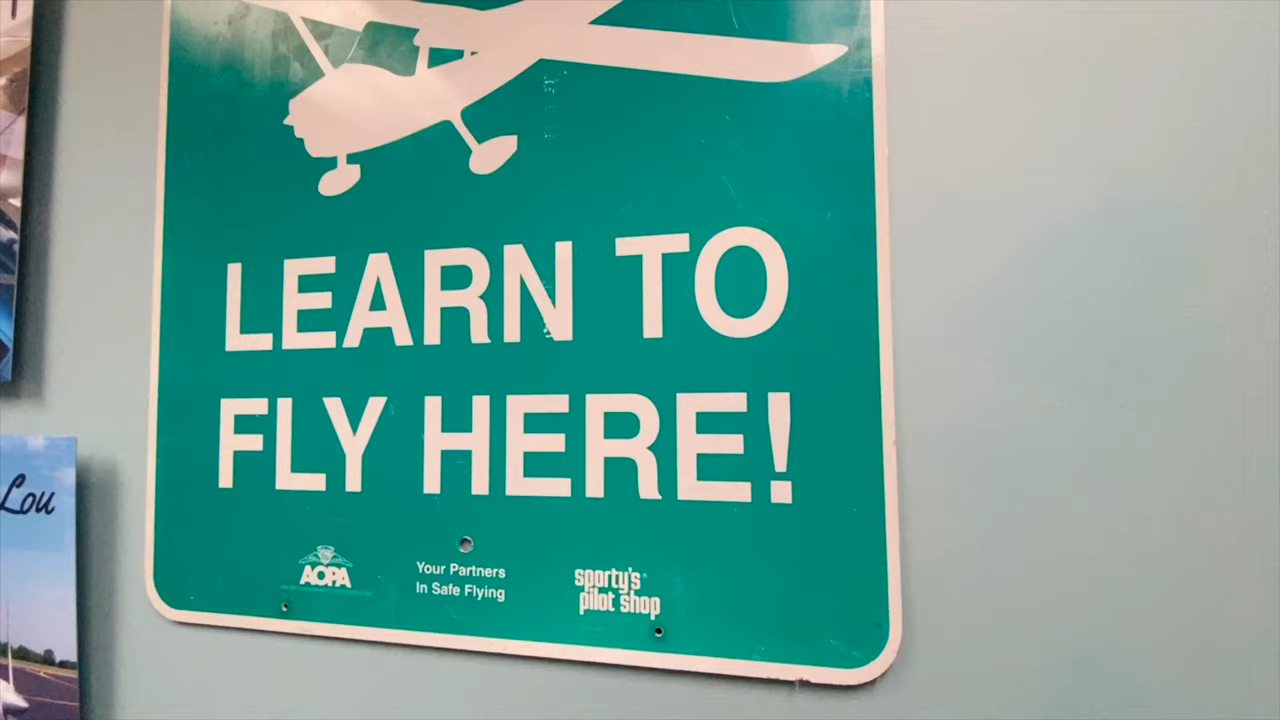 LEARN TO
FLY HERE!
Lou
AOPA
Your Partners
In Safe Flying
sporty's®
pilot shop